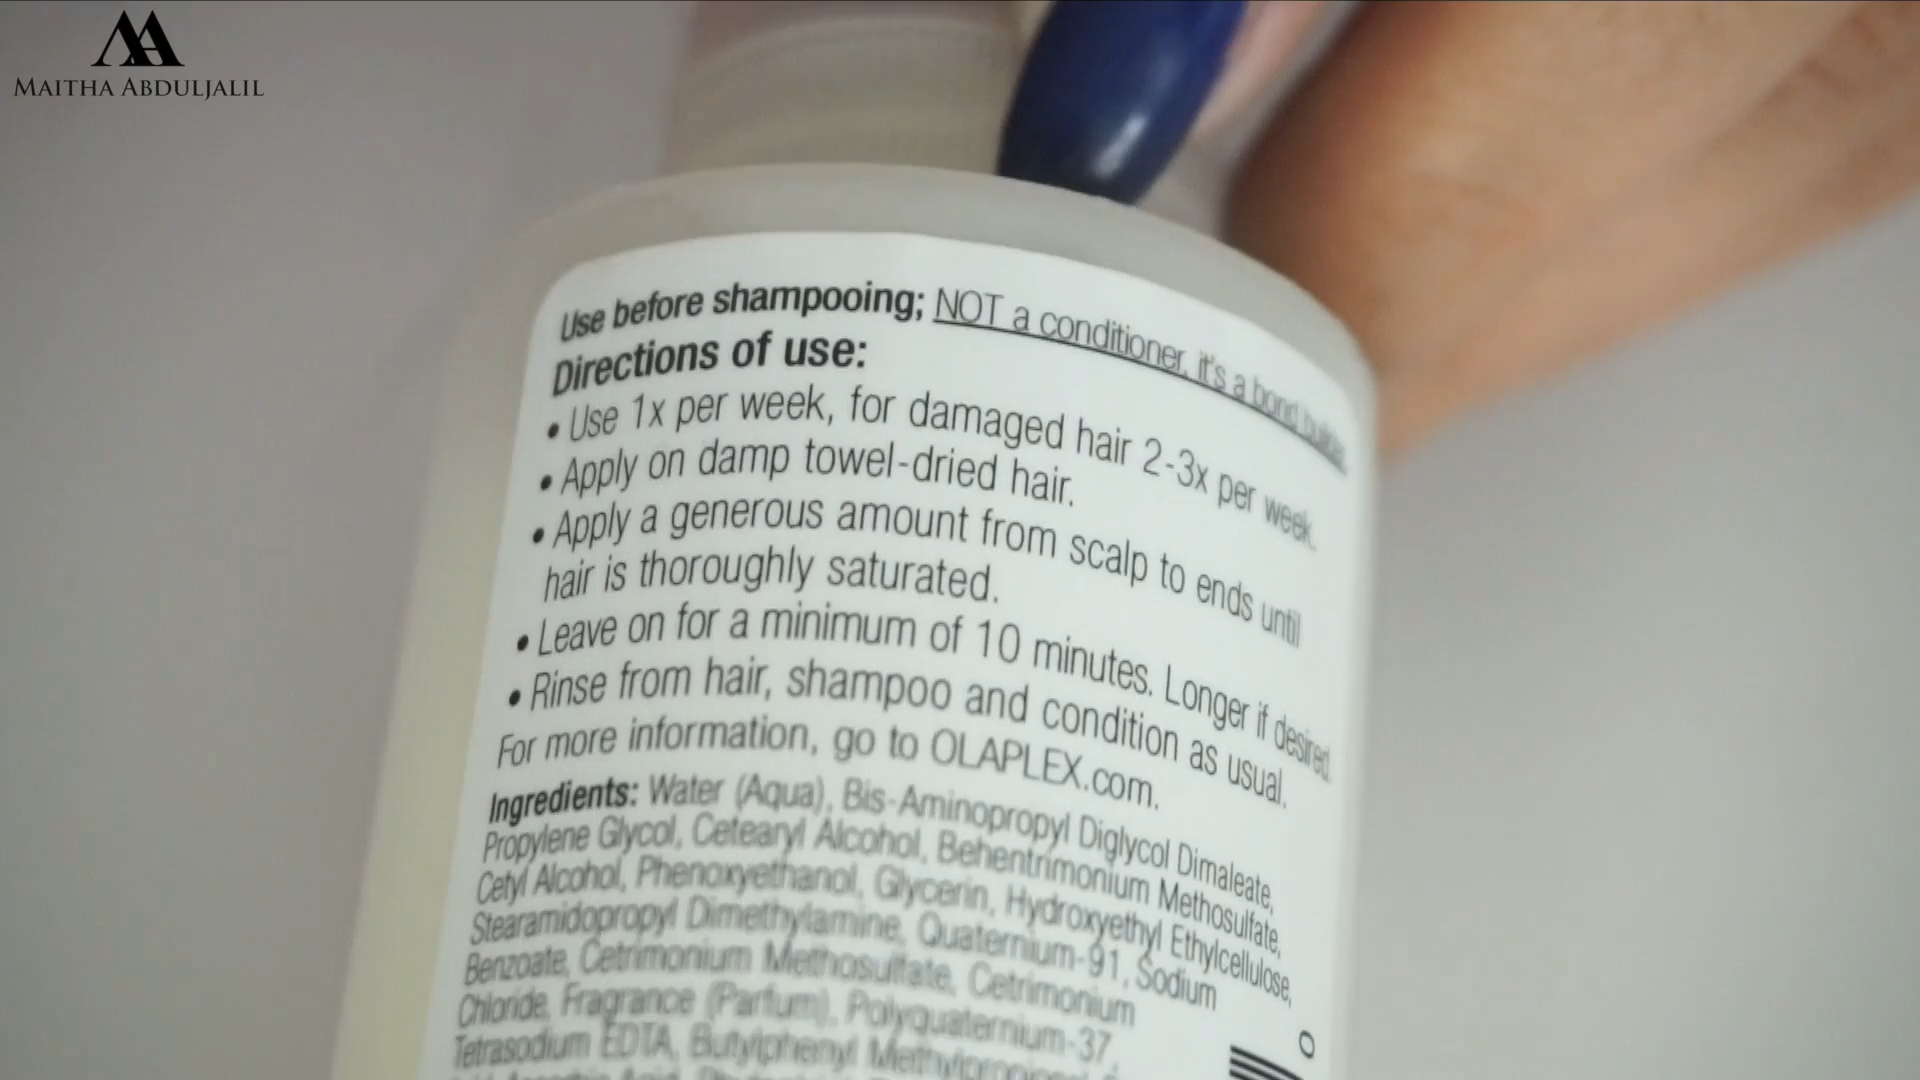 MAITHA ABDULJALIL
Use before shampooing; NOT a conditioner, it's a bond builder.
Directions of use:
• Use 1x per week, for damaged hair 2-3x per week.
• Apply on damp towel-dried hair.
• Apply a generous amount from scalp to ends until
hair is thoroughly saturated.
• Leave on for a minimum of 10 minutes. Longer if desired.
• Rinse from hair, shampoo and condition as usual.
For more information, go to OLAPLEX.com.
Ingredients: Water (Aqua), Bis-Aminopropyl Diglycol Dimaleate,
Propylene Glycol, Cetearyl Alcohol, Behentrimonium Methosulfate,
Cetyl Alcohol, Phenoxyethanol, Glycerin, Hydroxyethyl Ethylcellulose,
Stearamidopropyl Dimethylamine, Quaternium-91, Sodium
Benzoate, Cetrimonium Methosulfate, Cetrimonium
Chloride, Fragrance (Parfum), Polyquaternium-37,
Tetrasodium EDTA, Butylphenyl
0